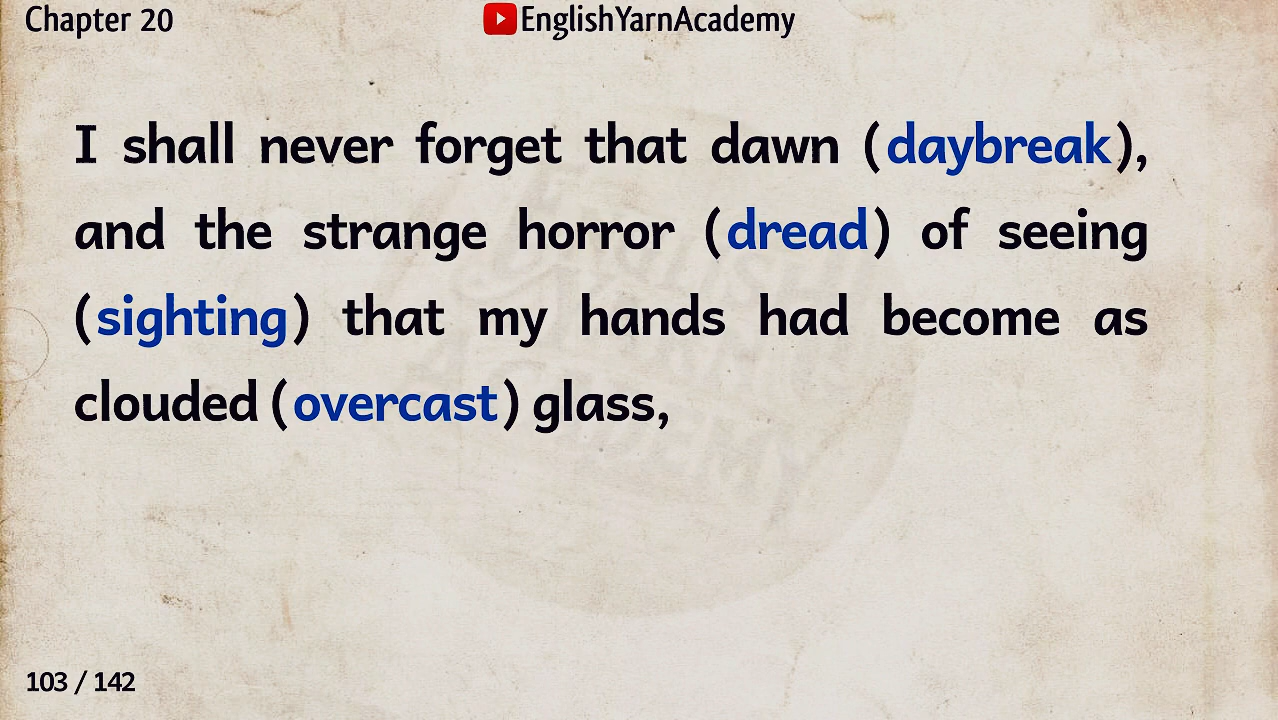 Chapter 20
EnglishYarnAcademy
I shall never forget that dawn (daybreak),
and the strange horror (dread) of seeing
(sighting) that my hands had become as
clouded (overcast) glass,
103 / 142